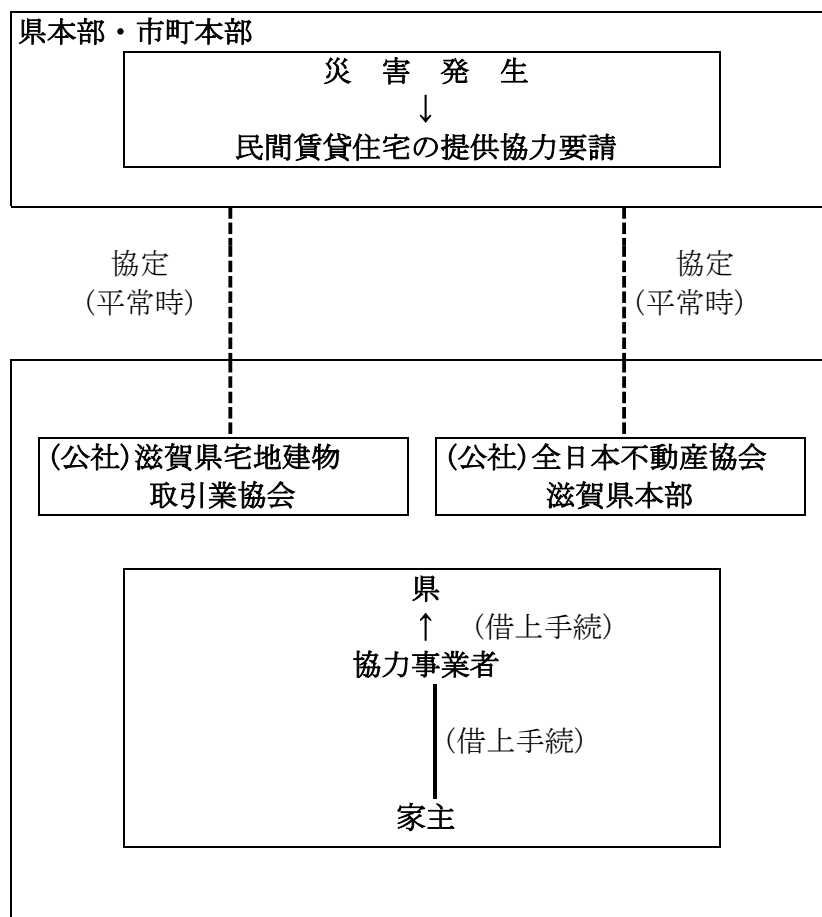 県本部・市町本部
災 害 発 生
↓
民間賃貸住宅の提供協力要請
協定
(平常時)
協定
(平常時)
(公社)滋賀県宅地建物
取引業協会
(公社)全日本不動産協会
滋賀県本部
県
↑ (借上手続)
協力事業者
(借上手続)
家主